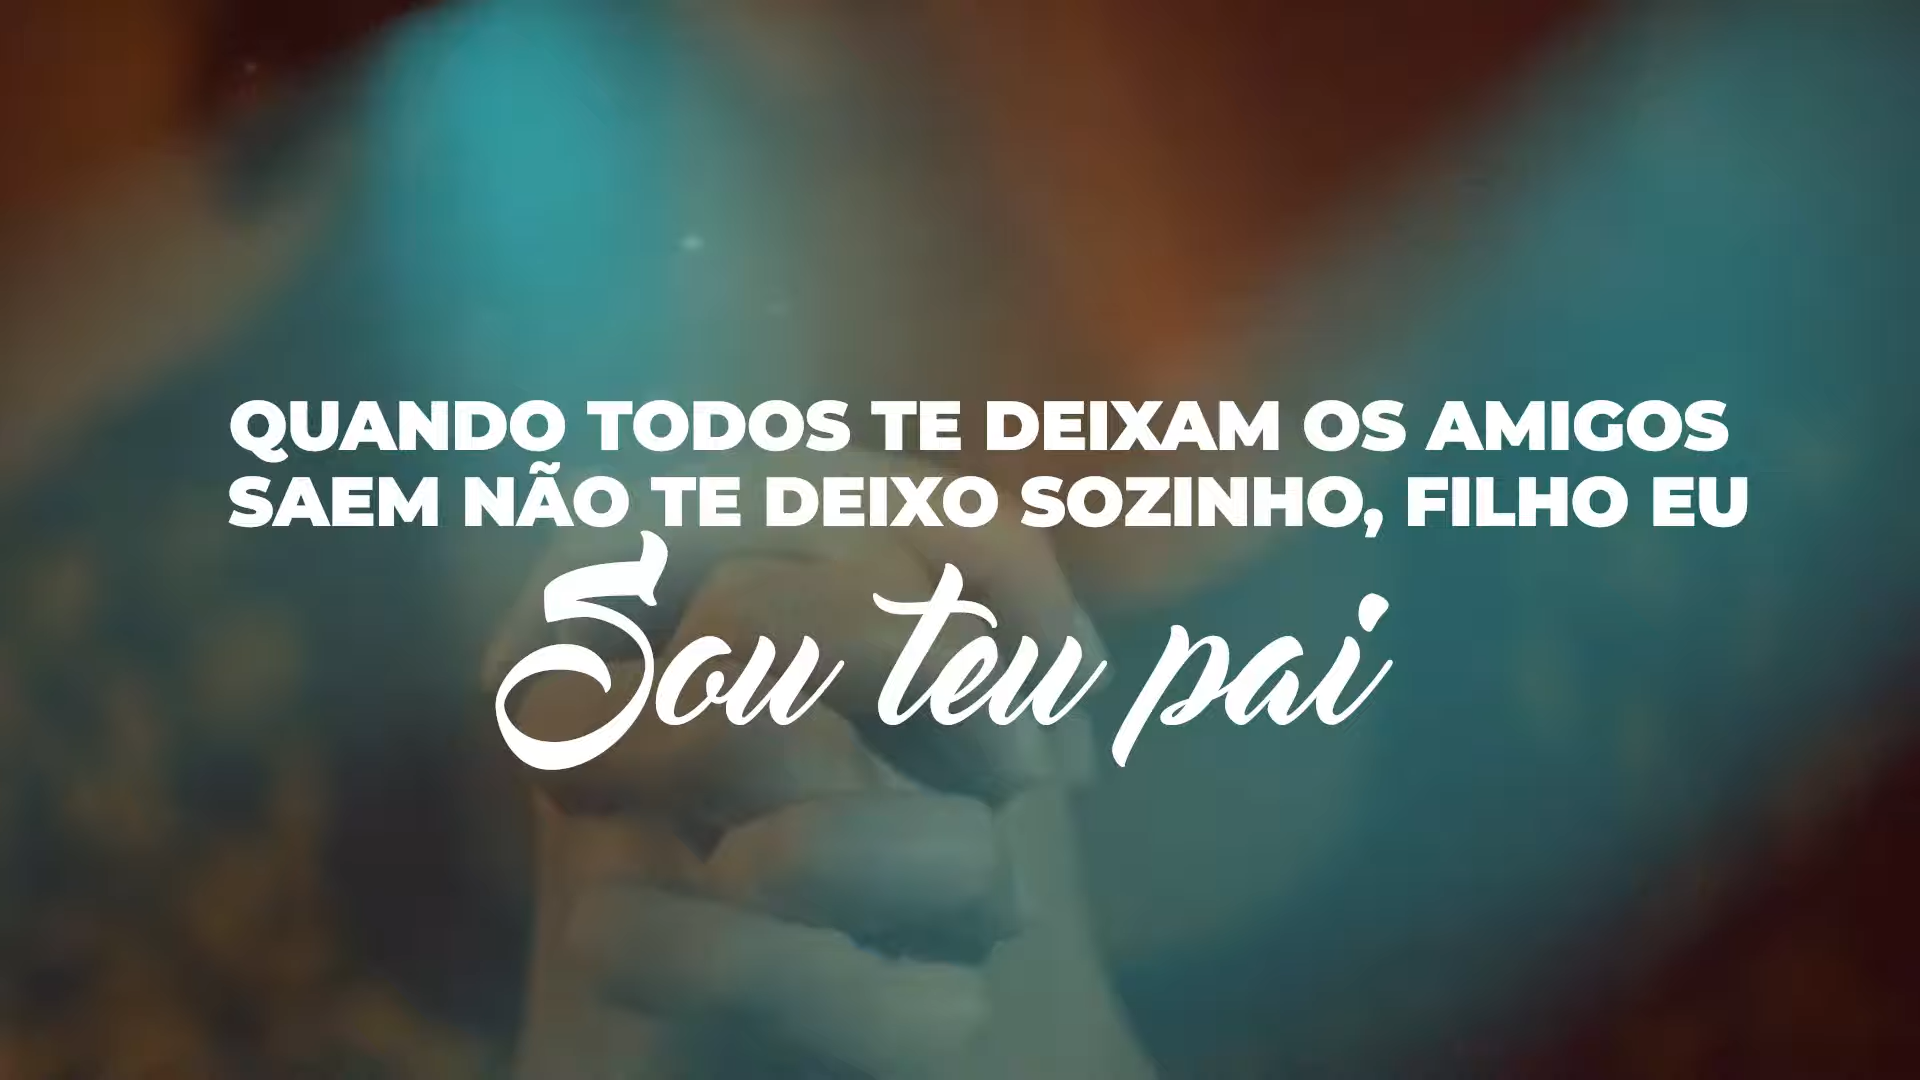 QUANDO TODOS TE DEIXAM OS AMIGOS
SAEM NÃO TE DEIXO SOZINHO, FILHO EU
Sou teu pai